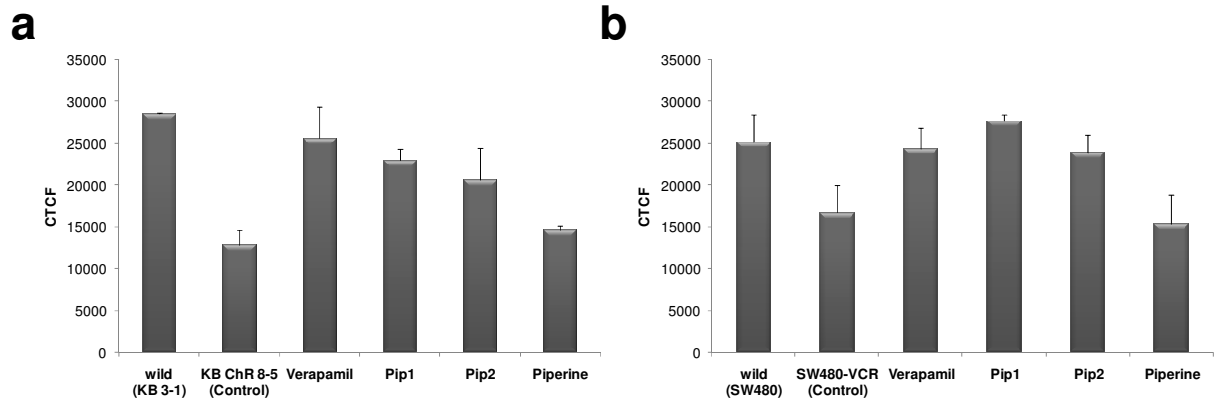 a
35000
30000
25000
20000
15000
10000
5000
0
CTCF
wild
(KB 3-1)
KB ChR 8-5
(Control)
Verapamil
Pip1
Pip2
Piperine
b
35000
30000
25000
20000
15000
10000
5000
0
CTCF
wild
(SW480)
SW480-VCR
(Control)
Verapamil
Pip1
Pip2
Piperine